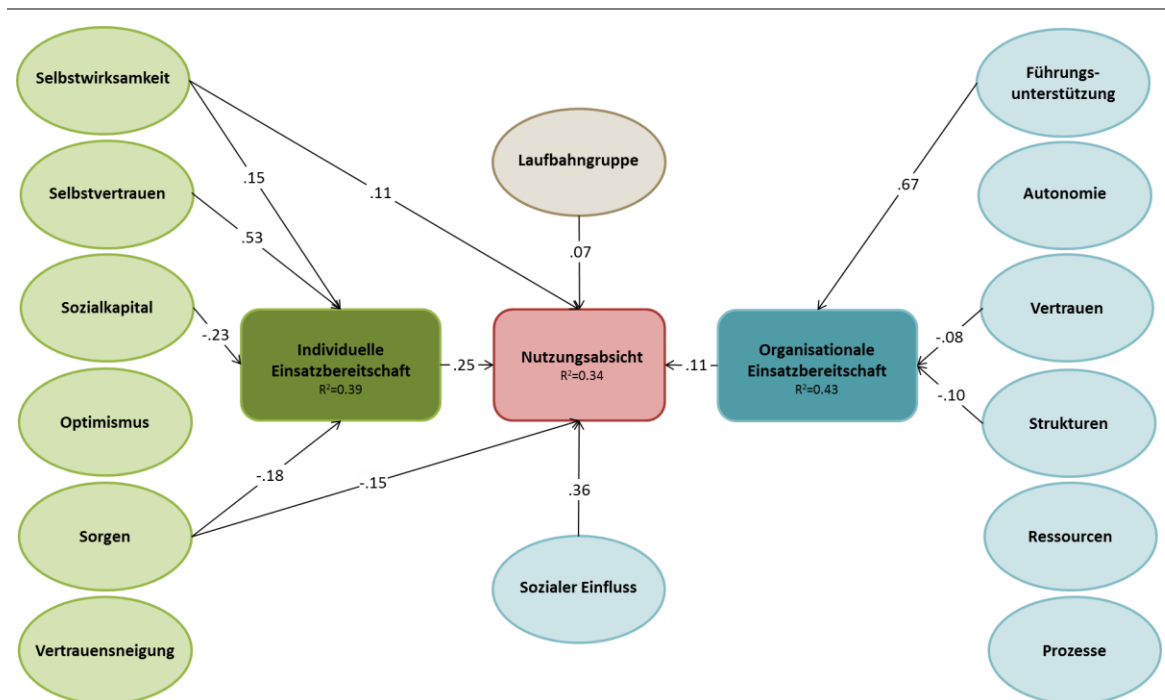 Selbstwirksamkeit
Führungs-
unterstützung
Laufbahngruppe
.15
.11
.67
Selbstvertrauen
Autonomie
.53
.07
Sozialkapital
Vertrauen
-.23
-.08
Individuelle
Einsatzbereitschaft
R²=0.39
.25
Nutzungsabsicht
R²=0.34
.11
Organisationale
Einsatzbereitschaft
R²=0.43
-.10
Optimismus
Strukturen
-.18
-.15
.36
Sorgen
Ressourcen
Sozialer Einfluss
Vertrauensneigung
Prozesse